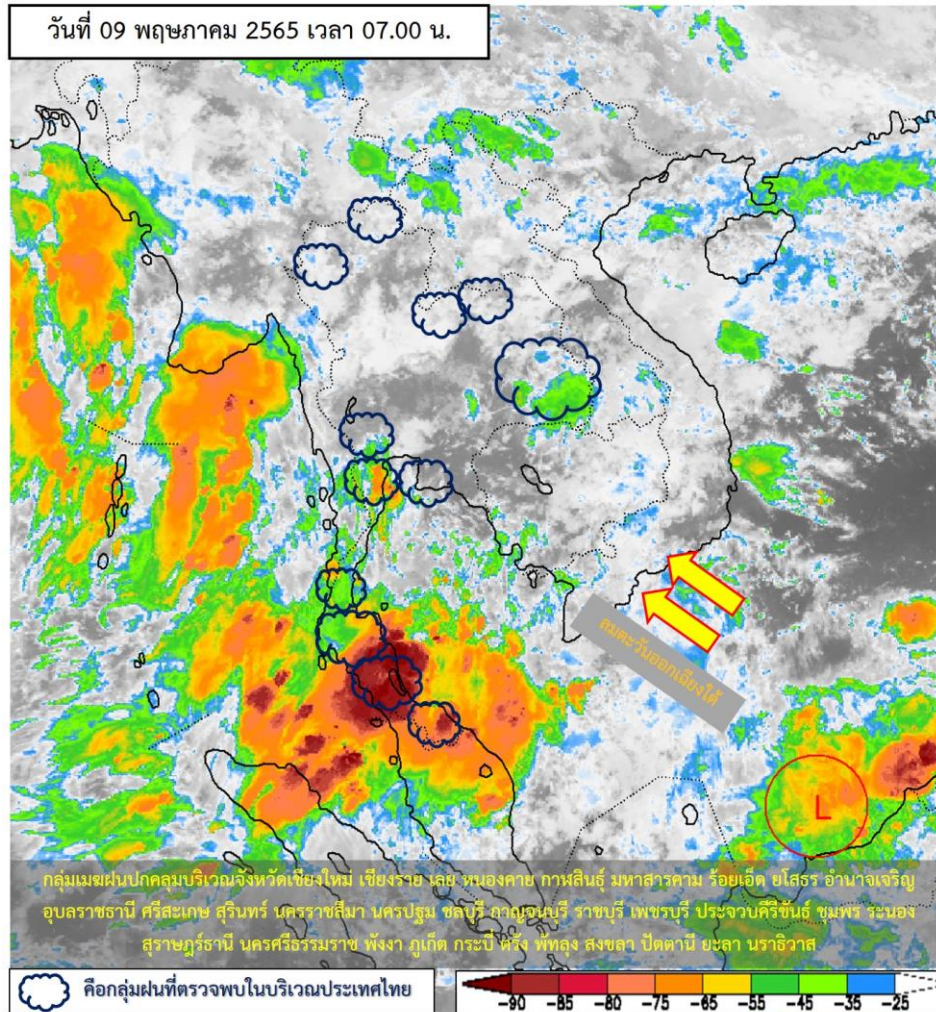 วันที่ 09 พฤษภาคม 2565 เวลา 07.00 น.
ลมตะวันออกเฉียงใต้
L
กลุ่มเมฆฝนปกคลุมบริเวณจังหวัดเชียงใหม่ เชียงราย เลย หนองคาย กาฬสินธุ์ มหาสารคาม ร้อยเอ็ด ยโสธร อำนาจเจริญ
อุบลราชธานี ศรีสะเกษ สุรินทร์ นครราชสีมา นครปฐม ชลบุรี กาญจนบุรี ราชบุรี เพชรบุรี ประจวบคีรีขันธ์ ชุมพร ระนอง
สุราษฎร์ธานี นครศรีธรรมราช พังงา ภูเก็ต กระบี่ ตรัง พัทลุง สงขลา ปัตตานี ยะลา นราธิวาส
คือกลุ่มฝนที่ตรวจพบในบริเวณประเทศไทย
-90 -85 -80 -75 -65 -55 -45 -35 -25